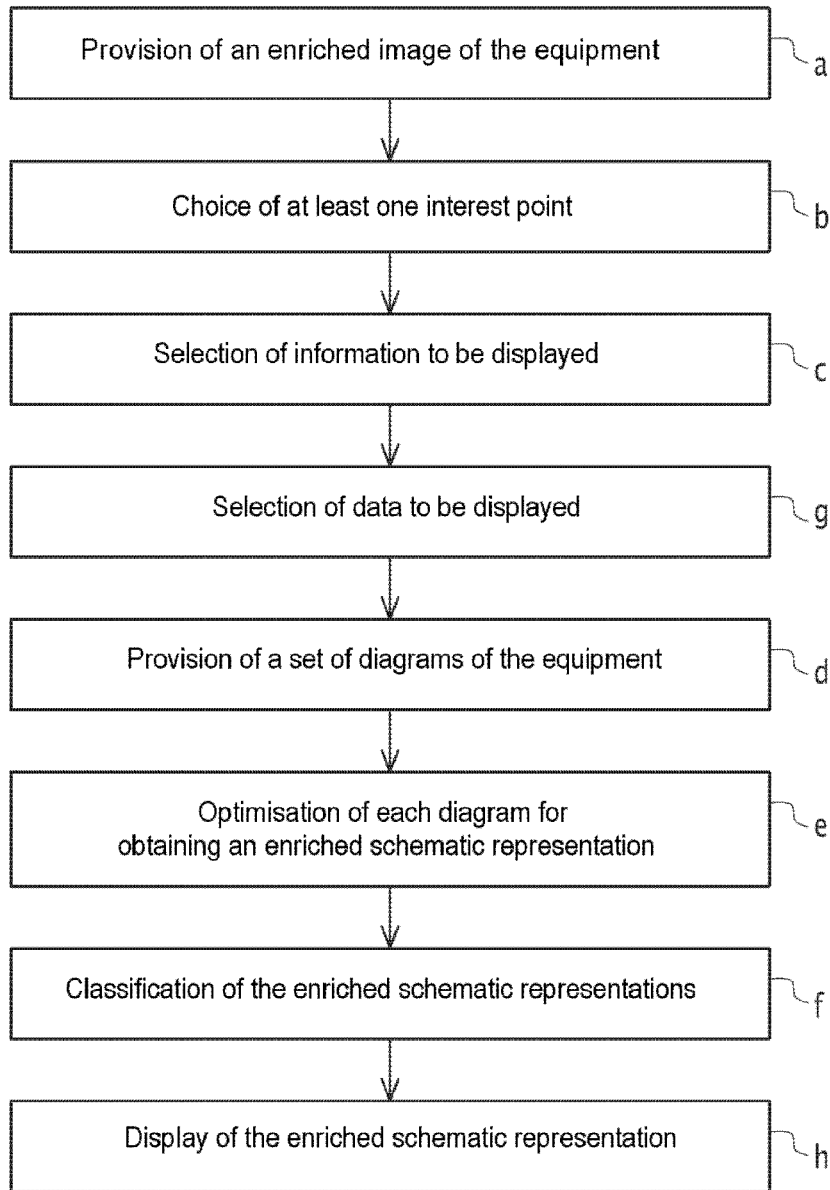 Provision of an enriched image of the equipment
a
Choice of at least one interest point
b
Selection of information to be displayed
c
Selection of data to be displayed
g
Provision of a set of diagrams of the equipment
d
Optimisation of each diagram for
obtaining an enriched schematic representation
e
Classification of the enriched schematic representations
f
Display of the enriched schematic representation
h